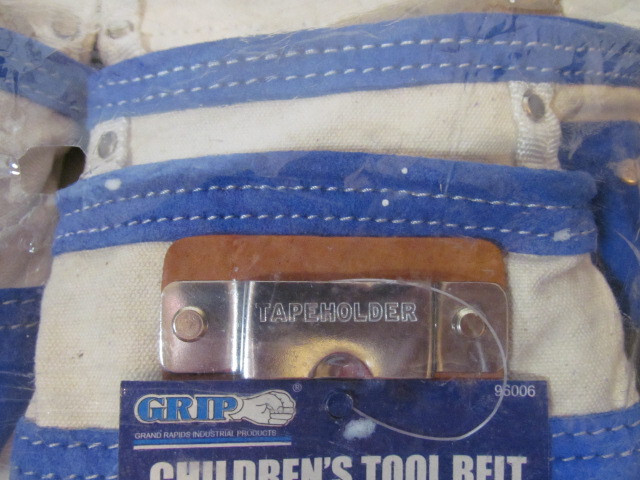 TAPEHOLDER
96006
GRIP®
GRAND RAPIDS INDUSTRIAL PRODUCTS
CHILDREN'S TOOL BELT